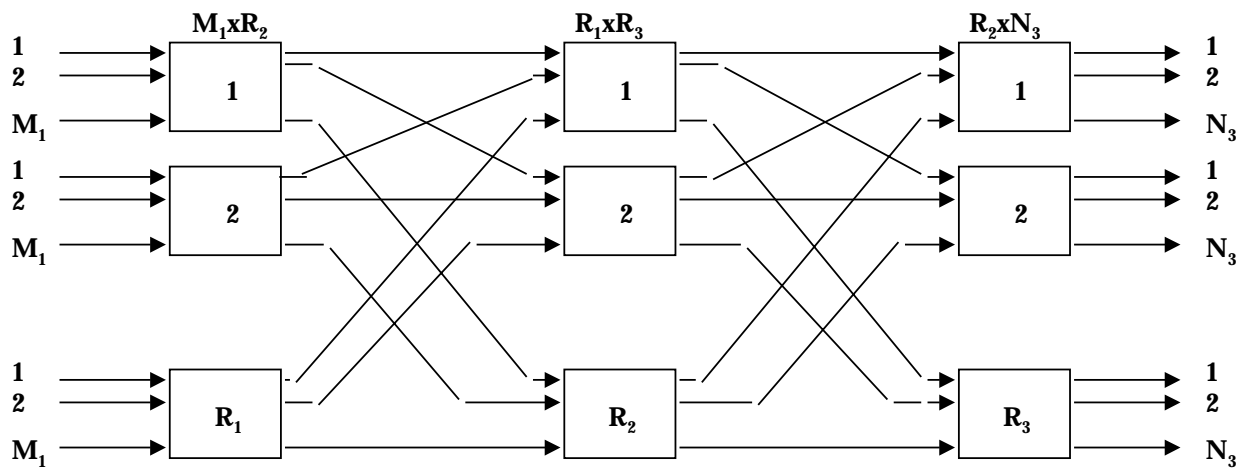 M₁xR₂ R₁xR₃ R₂xN₃
1 1
2 1 1 1 2
M₁ N₃
1 1
2 2 2 2 2
M₁ N₃
1 1
2 R₁ R₂ R₃ 2
M₁ N₃